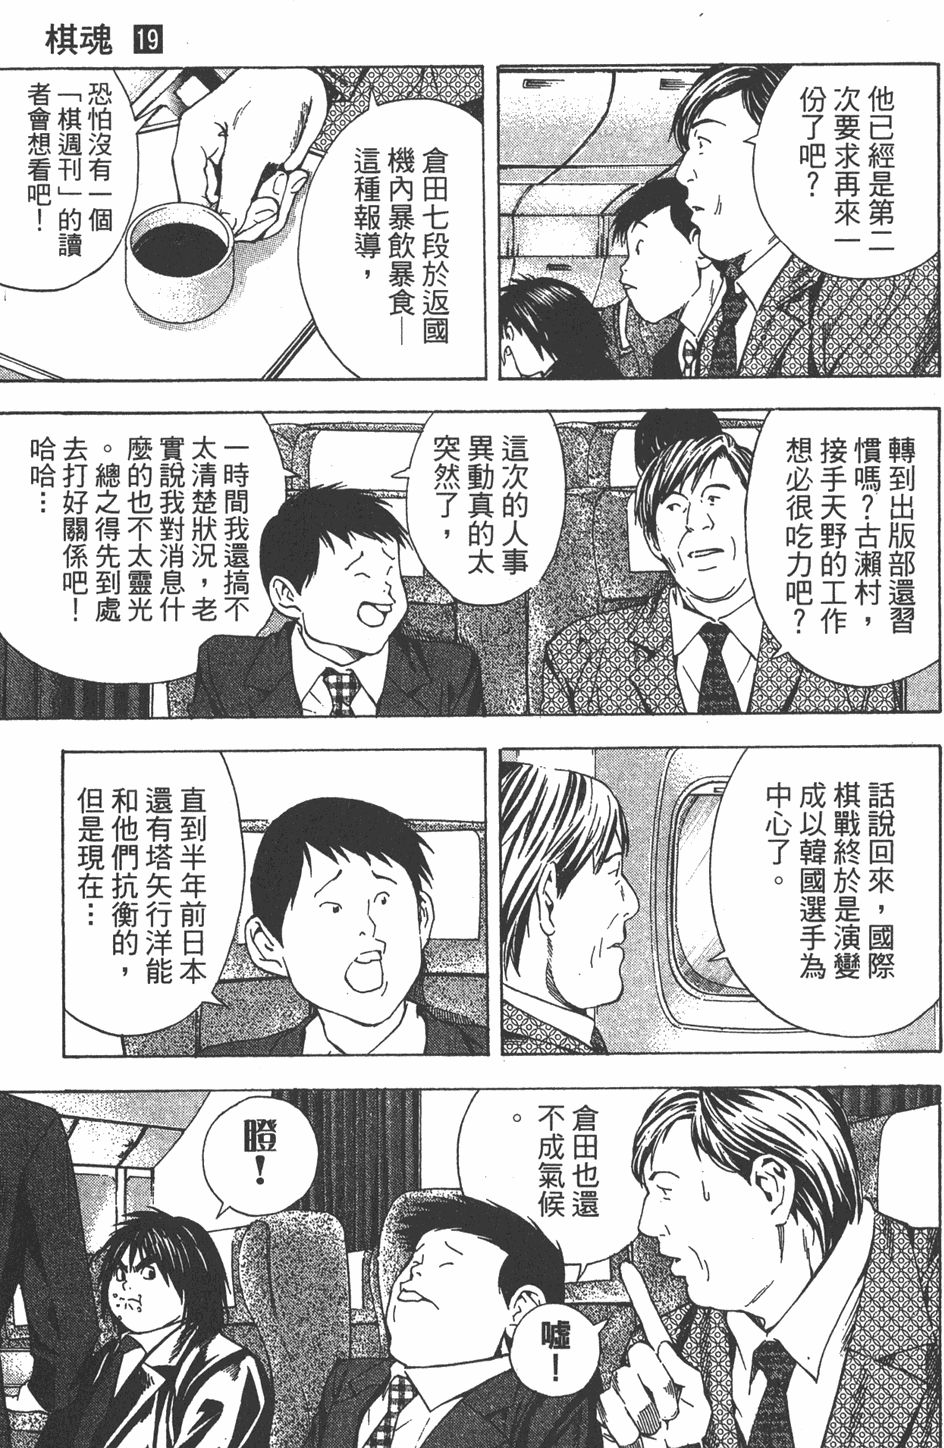 棋魂 19
他已經是第二
次要求再來一
份了吧？
倉田七段於返國
機內暴飲暴食—
這種報導，
恐怕沒有一個
「棋週刊」的讀
者會想看吧！
轉到出版部還習
慣嗎？古瀨村，
接手天野的工作
想必很吃力吧？
這次的人事
異動真的太
突然了，
一時間我還搞不
太清楚狀況，老
實說我對消息什
麼的也不太靈光
。總之得先到處
去打好關係吧！
哈哈…
話說回來，國際
棋戰終於是演變
成以韓國選手為
中心了。
直到半年前日本
還有塔矢行洋能
和他們抗衡的，
但是現在…
倉田也還
不成氣候
。
噓！
瞪！